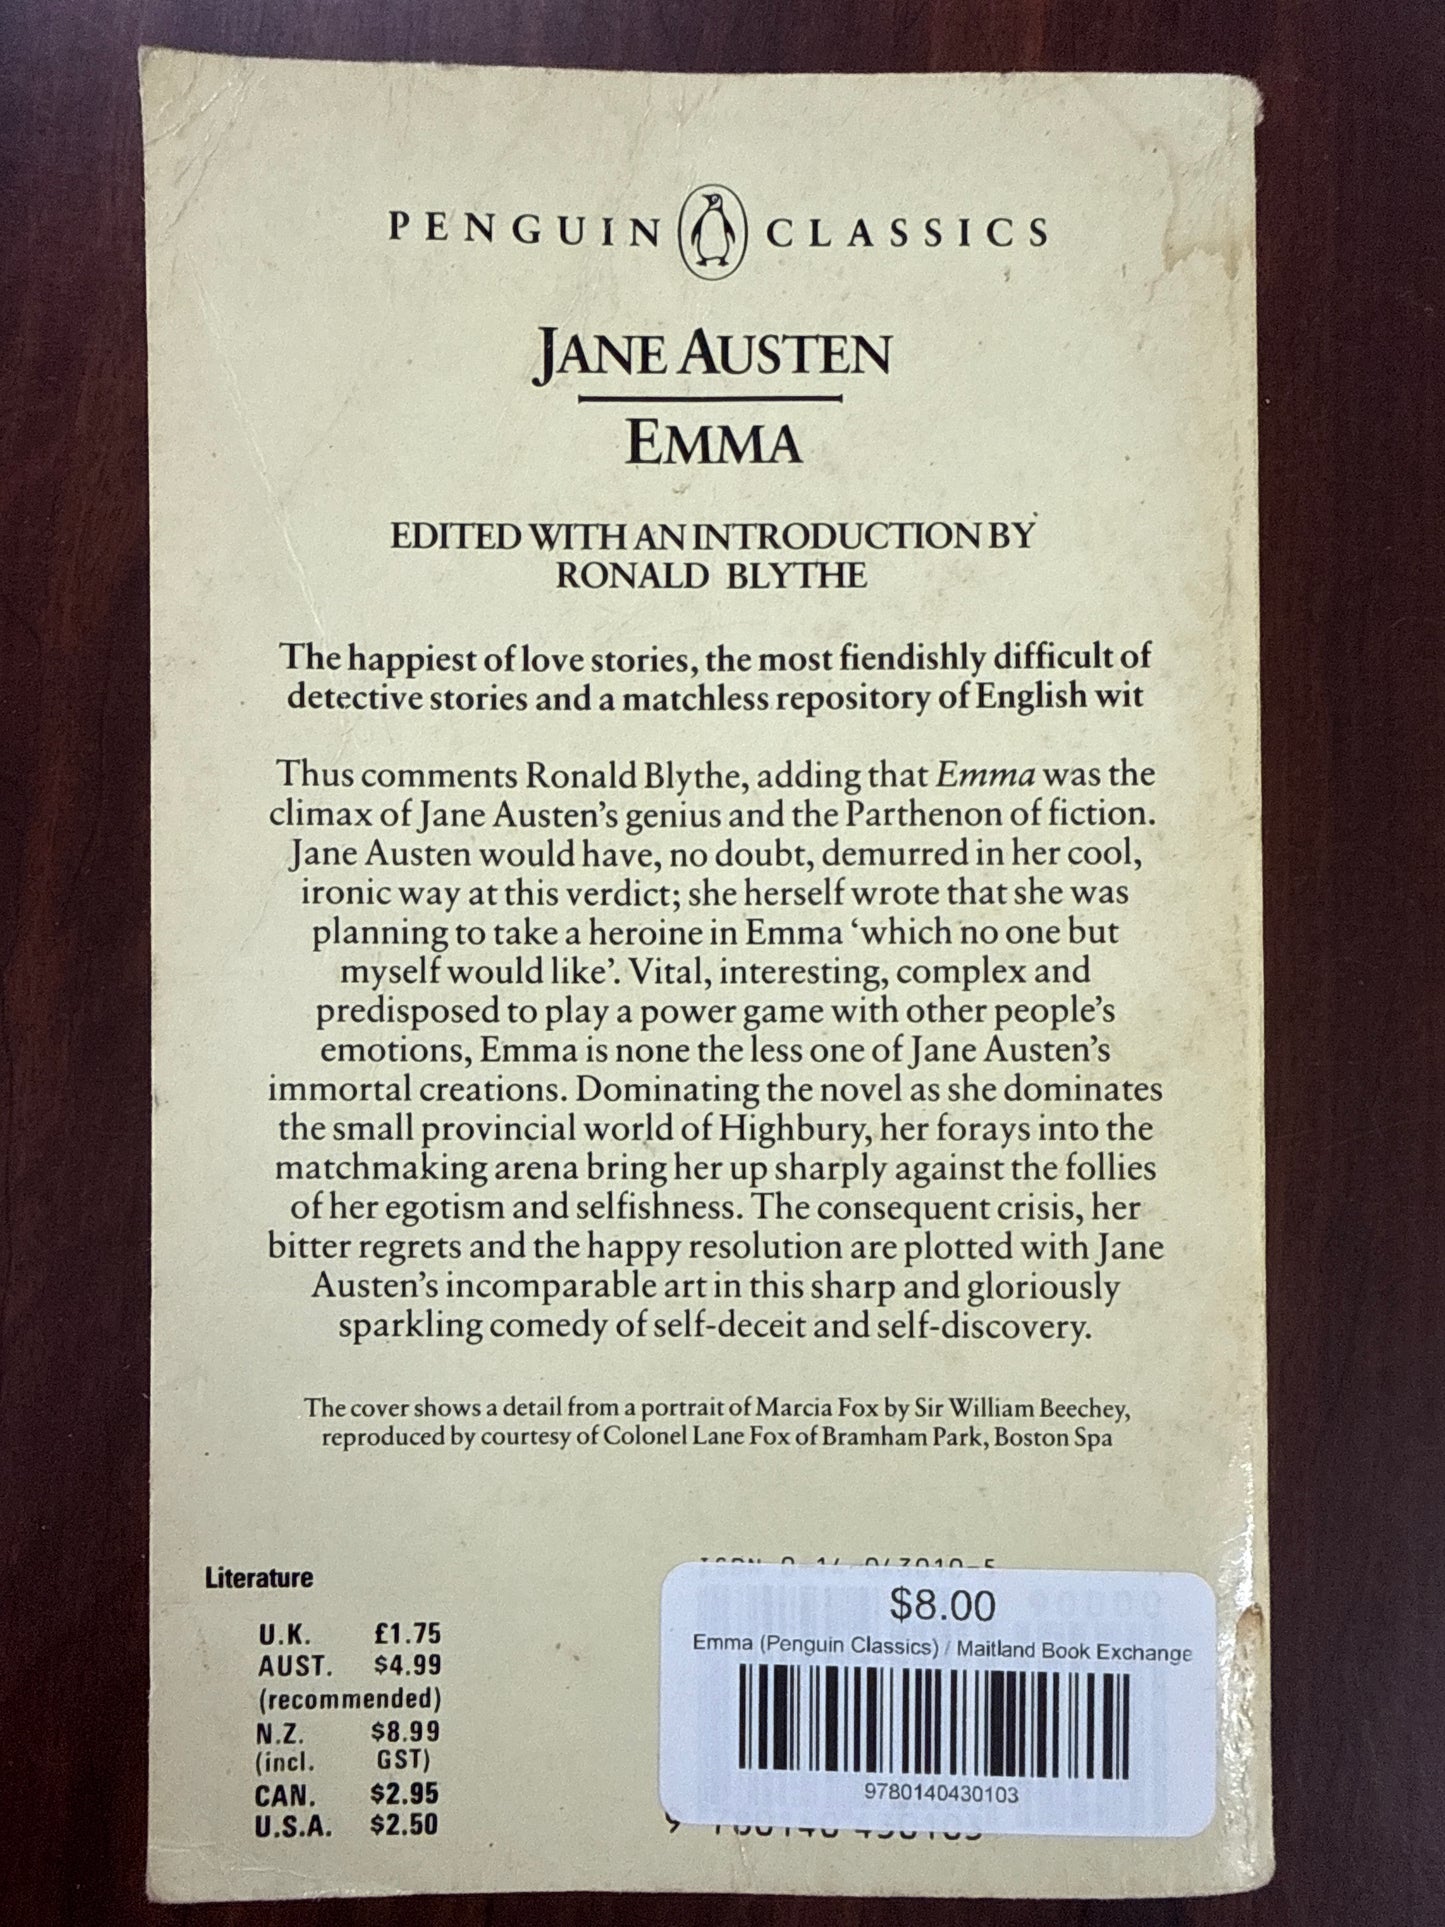 PENGUIN CLASSICS
JANE AUSTEN
EMMA
EDITED WITH AN INTRODUCTION BY
RONALD BLYTHE
The happiest of love stories, the most fiendishly difficult of
detective stories and a matchless repository of English wit
Thus comments Ronald Blythe, adding that Emma was the
climax of Jane Austen's genius and the Parthenon of fiction.
Jane Austen would have, no doubt, demurred in her cool,
ironic way at this verdict; she herself wrote that she was
planning to take a heroine in Emma ‘which no one but
myself would like’. Vital, interesting, complex and
predisposed to play a power game with other people's
emotions, Emma is none the less one of Jane Austen's
immortal creations. Dominating the novel as she dominates
the small provincial world of Highbury, her forays into the
matchmaking arena bring her up sharply against the follies
of her egotism and selfishness. The consequent crisis, her
bitter regrets and the happy resolution are plotted with Jane
Austen's incomparable art in this sharp and gloriously
sparkling comedy of self-deceit and self-discovery.
The cover shows a detail from a portrait of Marcia Fox by Sir William Beechey,
reproduced by courtesy of Colonel Lane Fox of Bramham Park, Boston Spa
Literature
U.K. £1.75
AUST. $4.99
(recommended)
N.Z. $8.99
(incl. GST)
CAN. $2.95
U.S.A. $2.50
$8.00
Emma (Penguin Classics) / Maitland Book Exchange
9780140430103